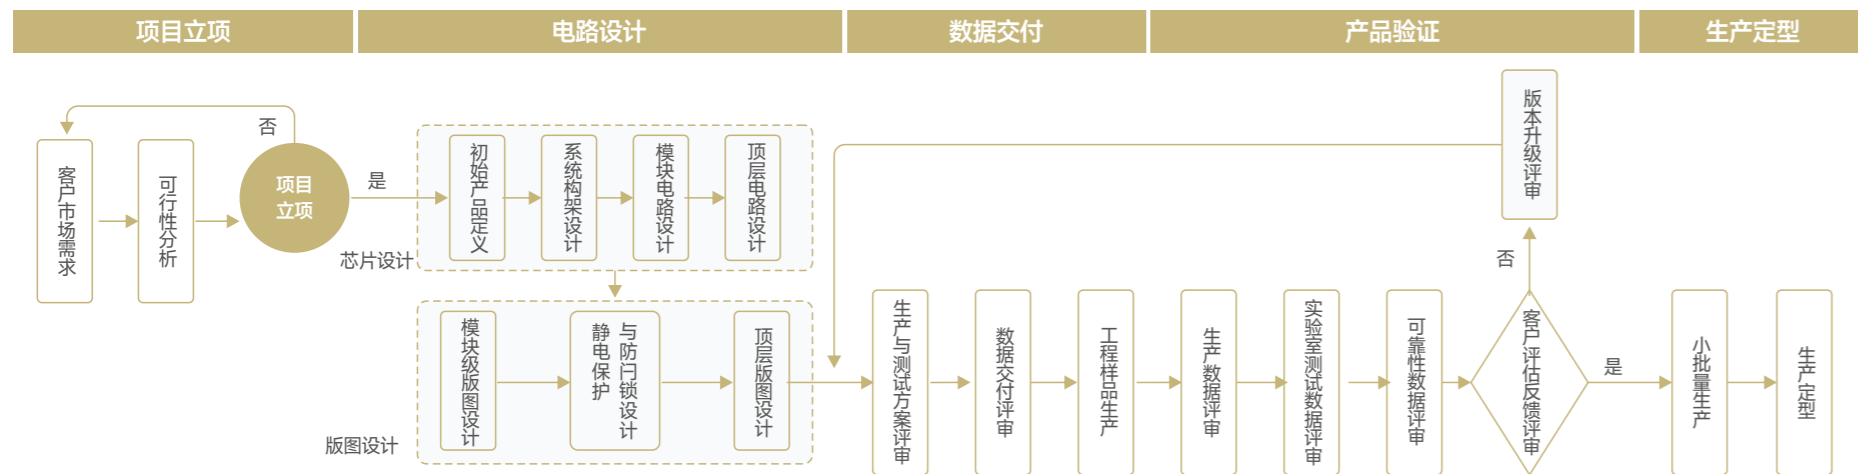 项目立项
电路设计
数据交付
产品验证
生产定型
客户市场需求
可行性分析
项目
立项
否
是
初始产品定义
系统构架设计
模块电路设计
顶层电路设计
芯片设计
模块级版图设计
静电保护
与防闩锁设计
顶层版图设计
版图设计
生产与测试方案评审
数据交付评审
工程样品生产
生产数据评审
实验室测试数据评审
可靠性数据评审
客户评估反馈评审
否
版本升级评审
是
小批量生产
生产定型